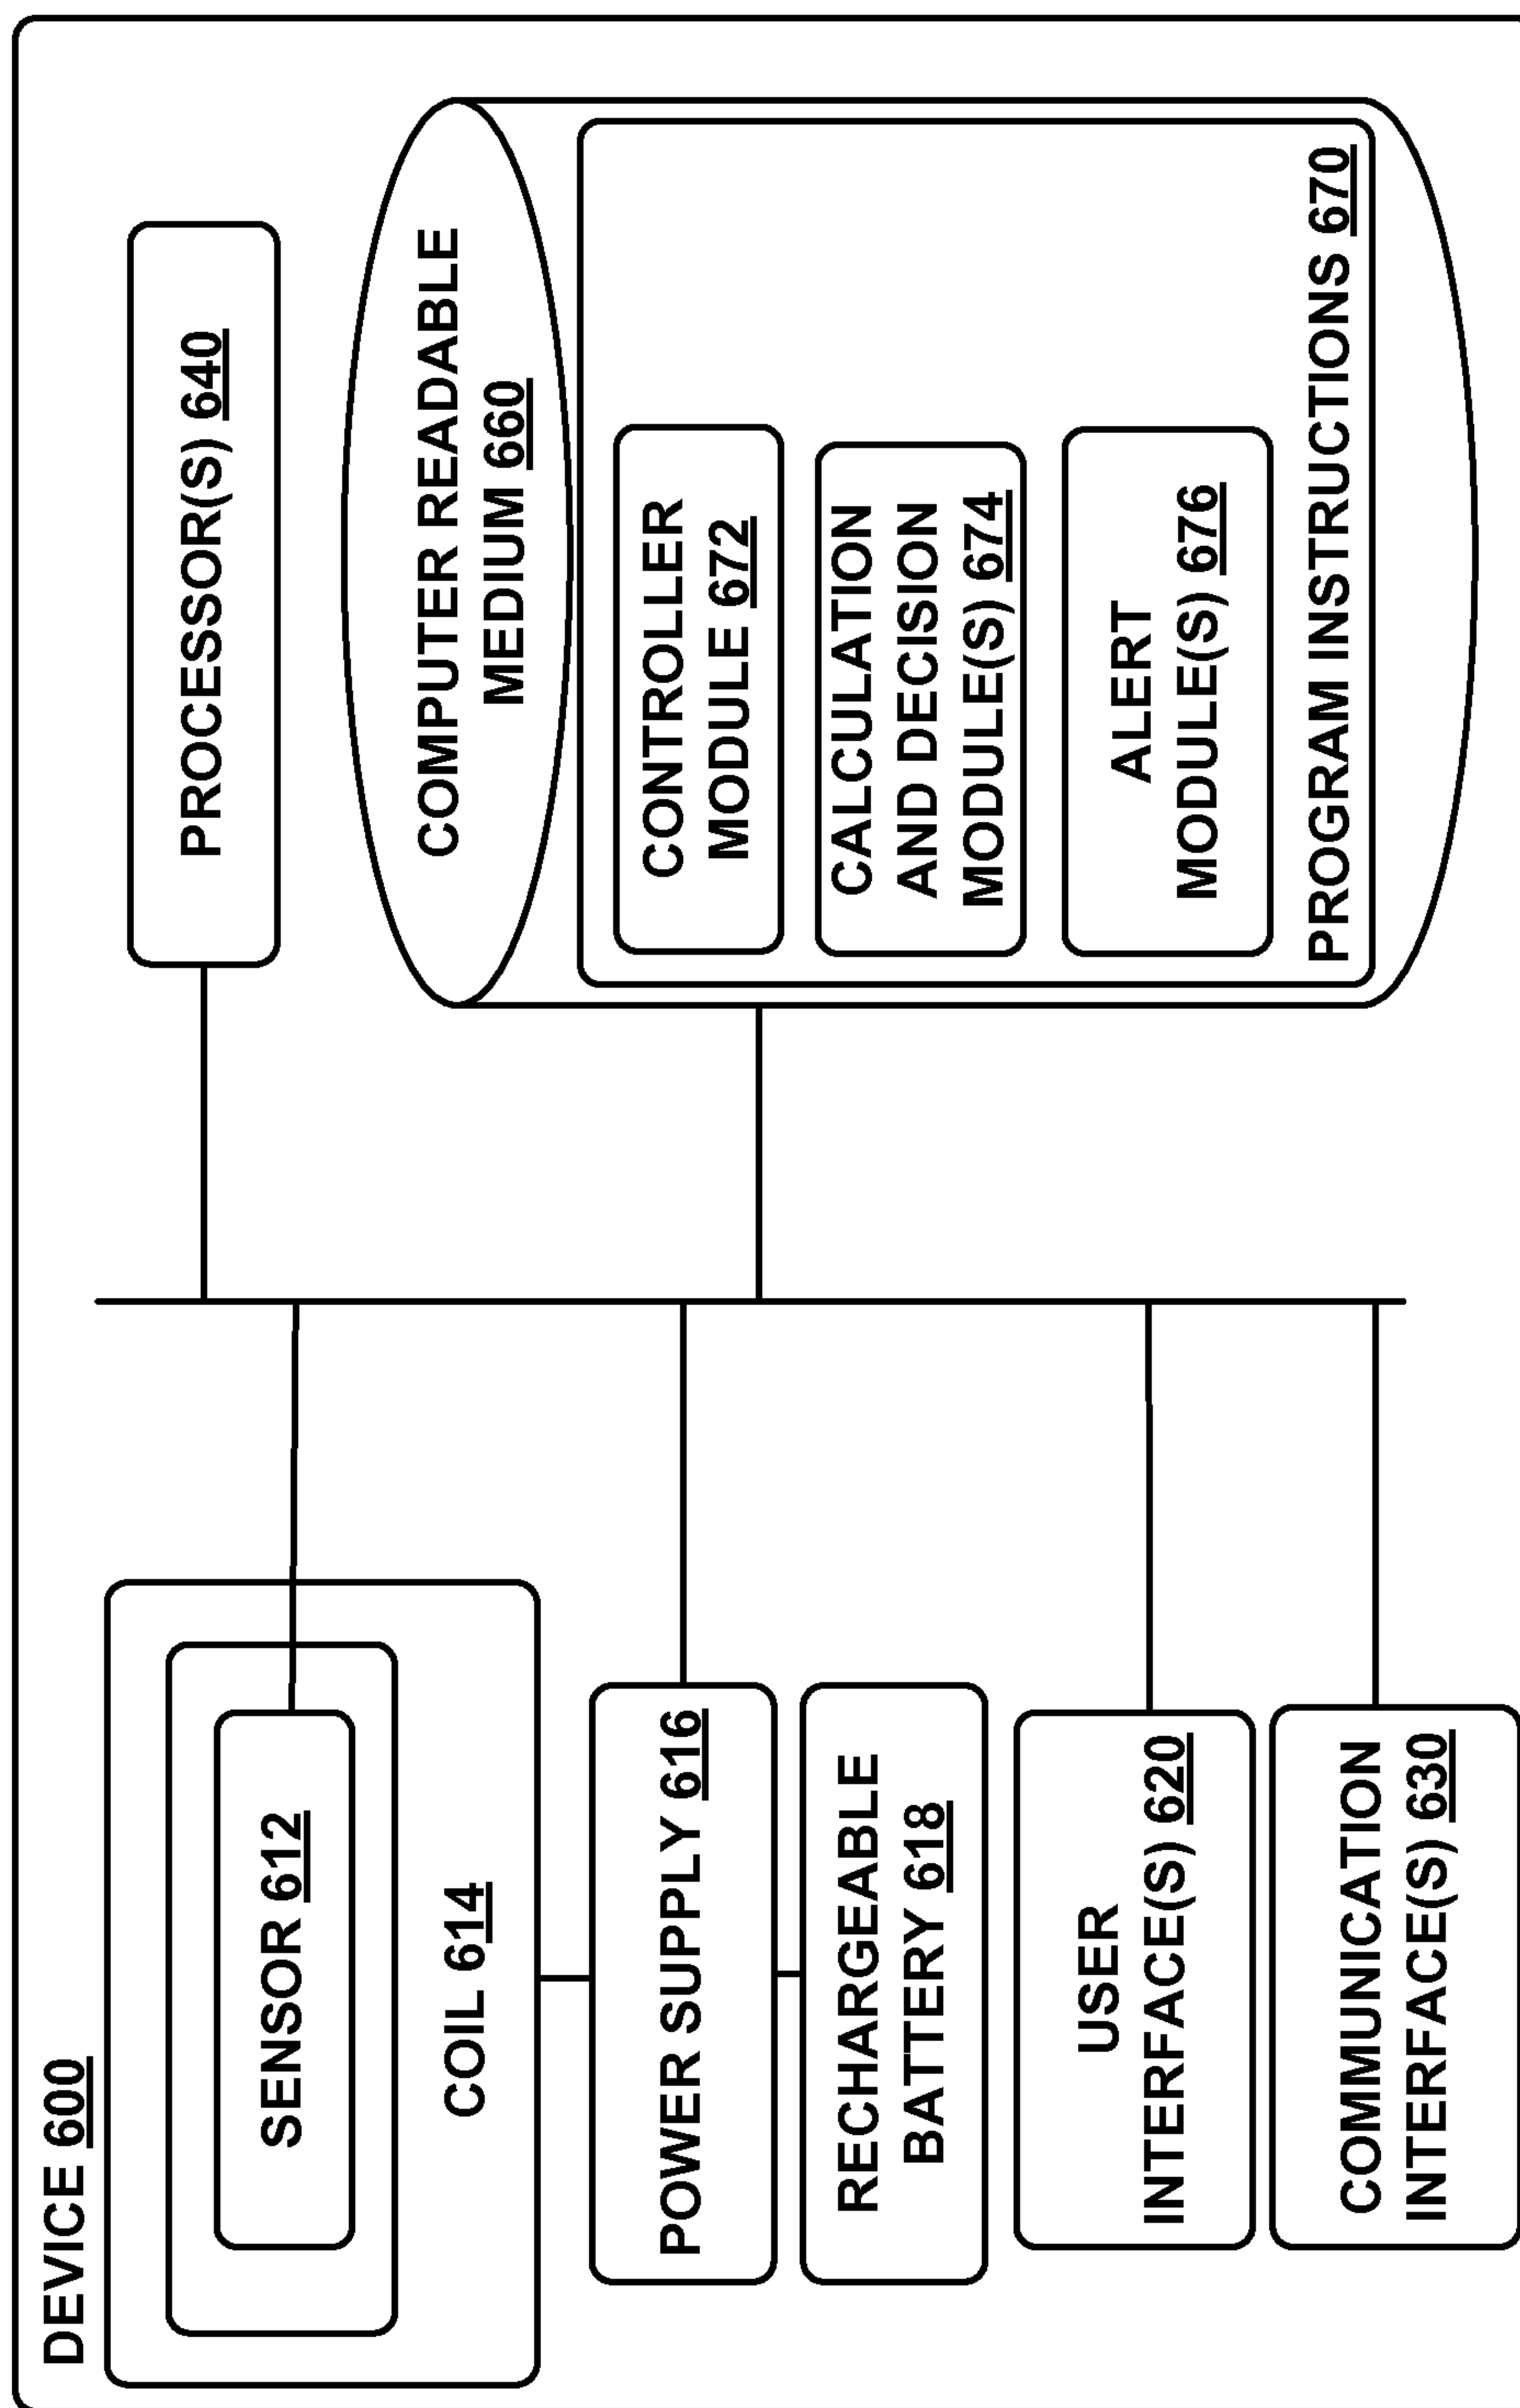 DEVICE 600
SENSOR 612
COIL 614
POWER SUPPLY 616
RECHARGEABLE
BATTERY 618
USER
INTERFACE(S) 620
COMMUNICATION
INTERFACE(S) 630
PROCESSOR(S) 640
COMPUTER READABLE
MEDIUM 660
CONTROLLER
MODULE 672
CALCULATION
AND DECISION
MODULE(S) 674
ALERT
MODULE(S) 676
PROGRAM INSTRUCTIONS 670